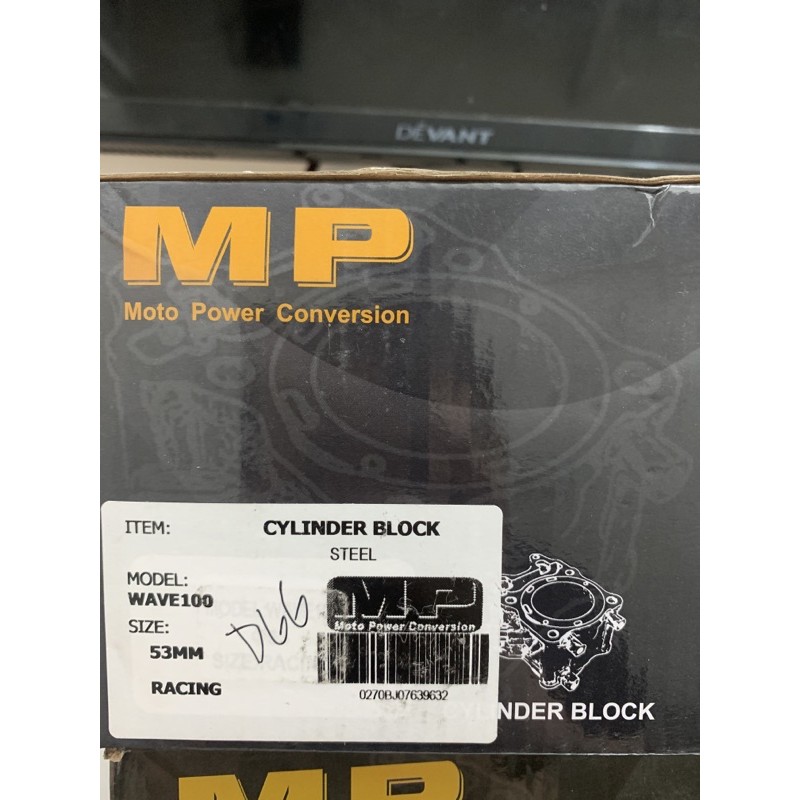 DEVANT
MP
Moto Power Conversion
ITEM: CYLINDER BLOCK
STEEL
MODEL:
WAVE100
SIZE:
53MM
RACING
MP
Moto Power Conversion
0270BJ07639632
CYLINDER BLOCK
MP